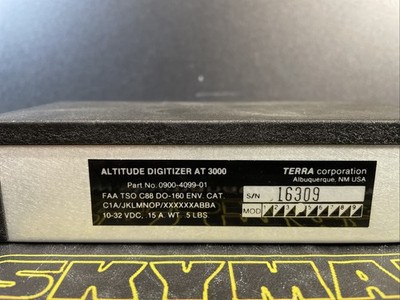 ALTITUDE DIGITIZER AT 3000
Part No. 0900-4099-01
FAA TSO C88 DO-160 ENV. CAT.
C1A/JKLMNOP/XXXXXXABBA
10-32 VDC, .15 A. WT. .5 LBS
TERRA corporation
Albuquerque, NM USA
S/N 16309
MOD
SKYMA